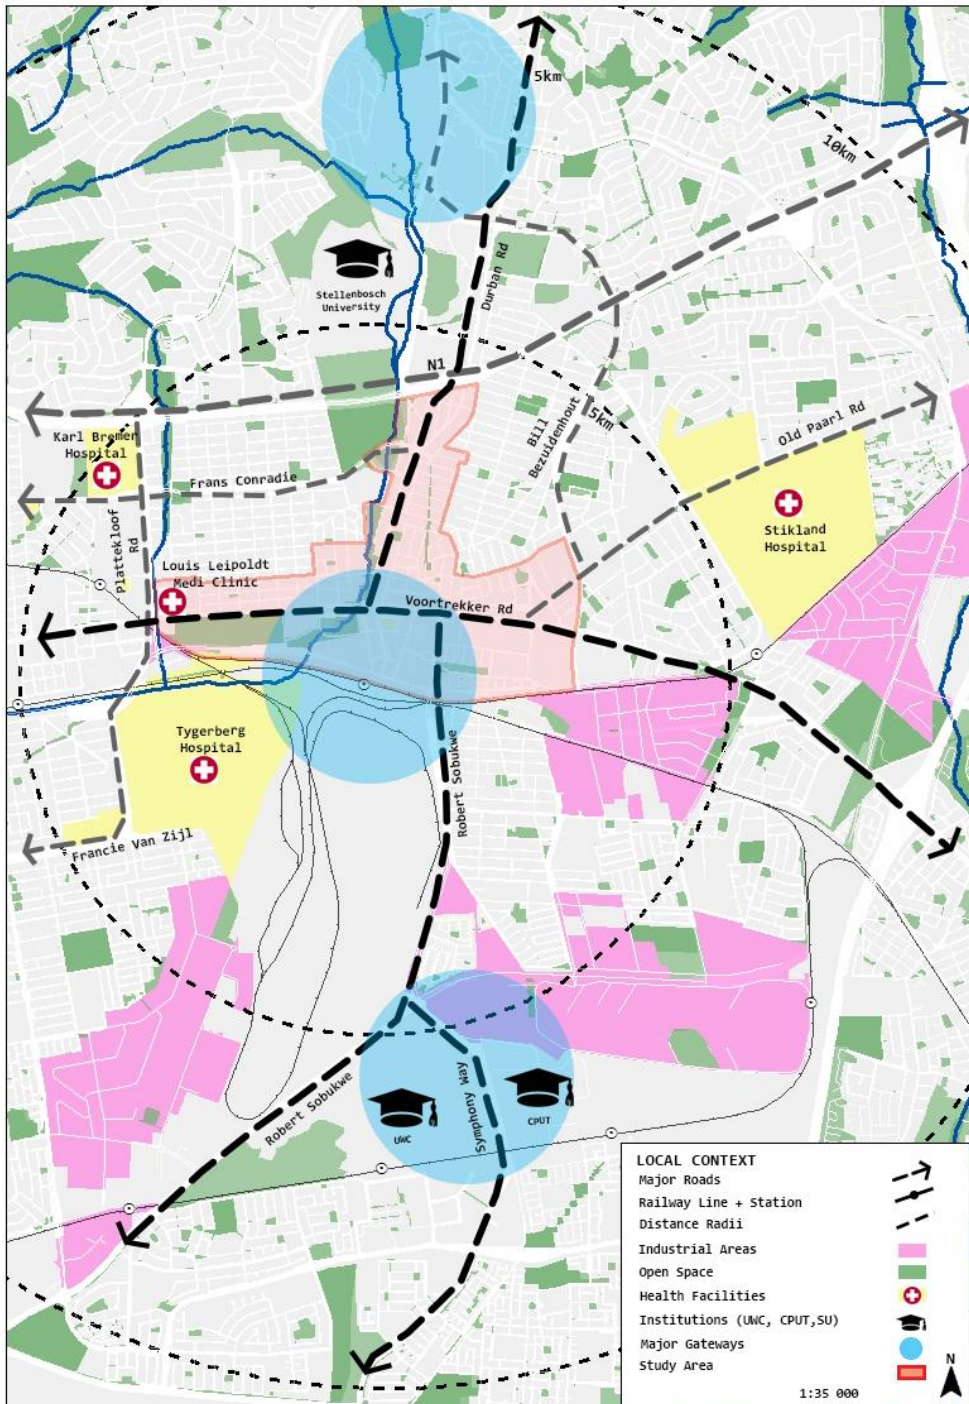 5km
10km
Durban Rd
Stellenbosch
University
N1
Karl Bremer
Hospital
Bill
Bezuidenhout
5km
Old Paarl Rd
Frans Conradie
Plattekloof
Rd
Stikland
Hospital
Louis Leipoldt
Medi Clinic
Voortrekker Rd
Tygerberg
Hospital
Robert Sobukwe
Francie Van Zijl
Robert Sobukwe
Symphony Way
UWC
CPUT
LOCAL CONTEXT
Major Roads
Railway Line + Station
Distance Radii
Industrial Areas
Open Space
Health Facilities
Institutions (UWC, CPUT,SU)
Major Gateways
Study Area
N
1:35 000